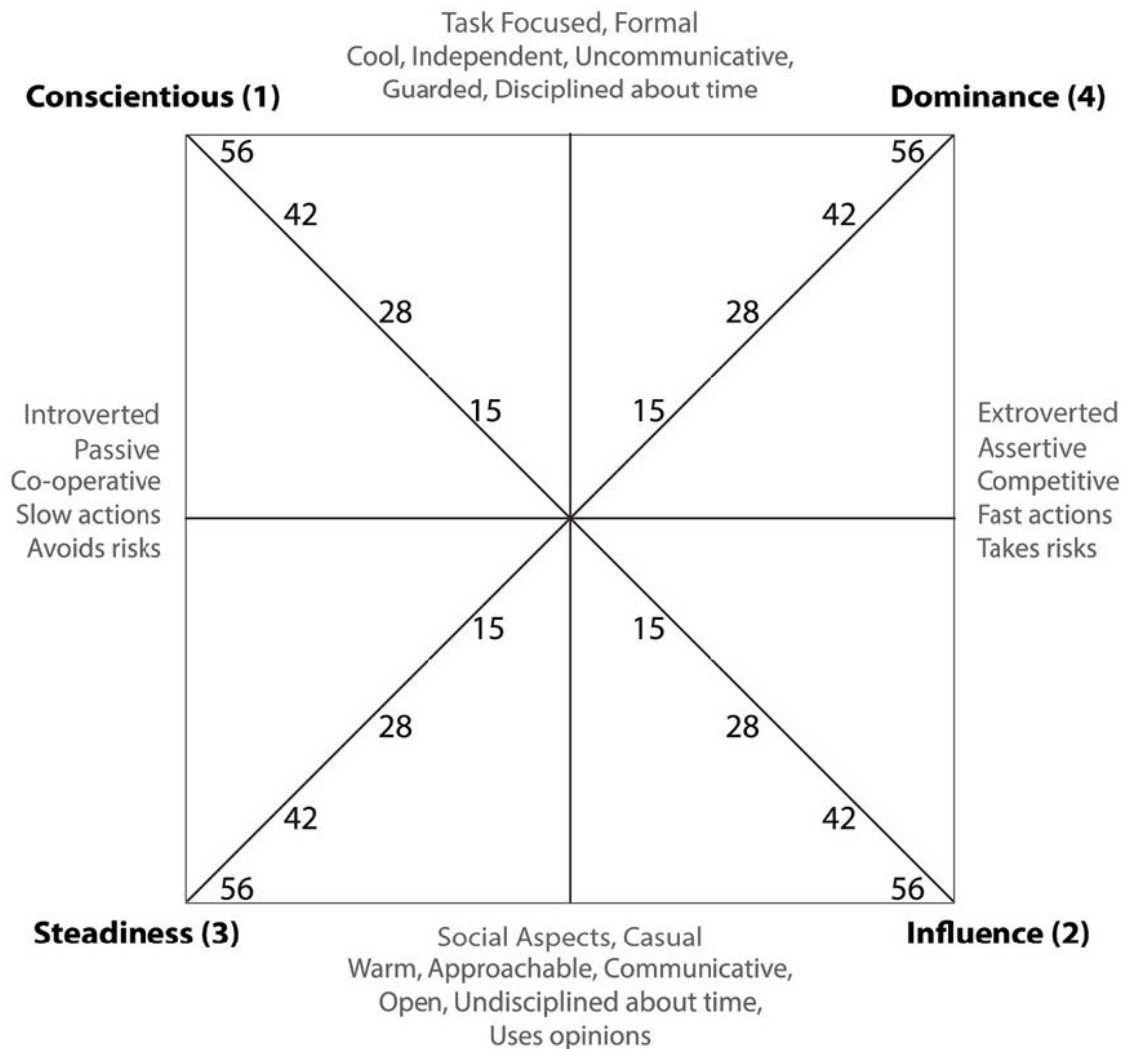 Task Focused, Formal
Cool, Independent, Uncommunicative,
Guarded, Disciplined about time
Conscientious (1)
Dominance (4)
56
56
42
42
28
28
15
15
Introverted
Passive
Co-operative
Slow actions
Avoids risks
Extroverted
Assertive
Competitive
Fast actions
Takes risks
15
15
28
28
42
42
56
56
Steadiness (3)
Influence (2)
Social Aspects, Casual
Warm, Approachable, Communicative,
Open, Undisciplined about time,
Uses opinions